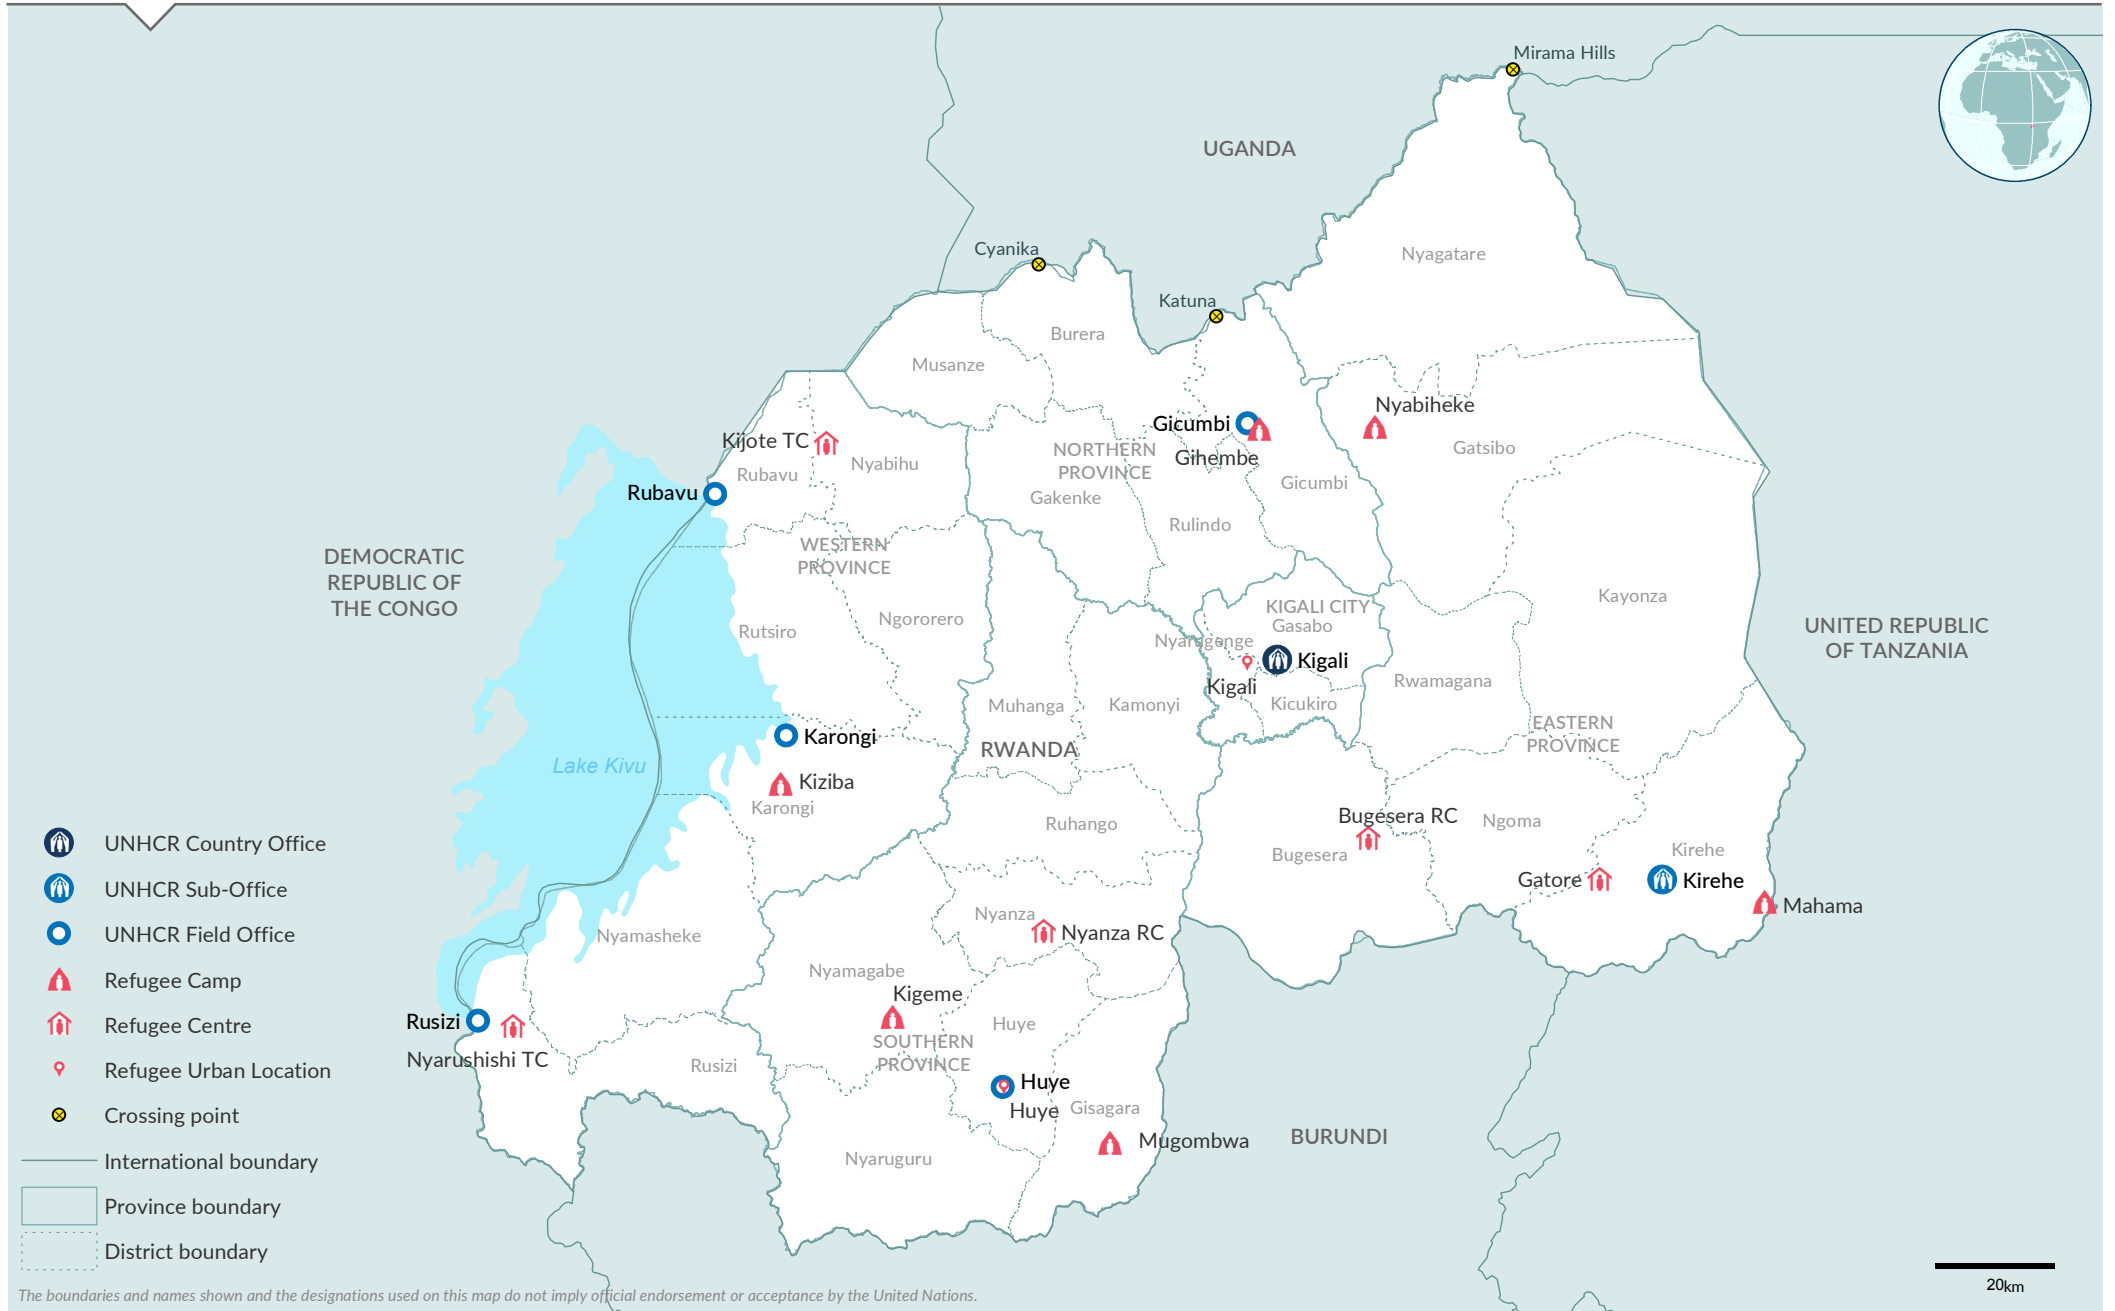 Mirama Hills
UGANDA
Cyanika
Nyagatare
Katuna
Burera
Musanze
Nyabiheke
Gicumbi
Kijote TC
NORTHERN
PROVINCE
Gatsibo
Gihembe
Nyabihu
Rubavu
Gicumbi
Rubavu
Gakenke
Rulindo
WESTERN
PROVINCE
DEMOCRATIC
REPUBLIC OF
THE CONGO
Kayonza
KIGALI CITY
Gasabo
Ngororero
Rutsiro
Nyarugenge
UNITED REPUBLIC
OF TANZANIA
Kigali
Kigali
Rwamagana
Kicukiro
Muhanga
Kamonyi
EASTERN
PROVINCE
Karongi
RWANDA
Lake Kivu
Kiziba
Karongi
Bugesera RC
Ngoma
Ruhango
Kirehe
Bugesera
Gatore
Kirehe
Mahama
Nyanza
Nyanza RC
Nyamasheke
Nyamagabe
Kigeme
Huye
Rusizi
SOUTHERN
PROVINCE
Nyarushishi TC
Rusizi
Huye
Huye
Gisagara
Mugombwa
BURUNDI
Nyaruguru
UNHCR Country Office
UNHCR Sub-Office
UNHCR Field Office
Refugee Camp
Refugee Centre
Refugee Urban Location
Crossing point
International boundary
Province boundary
District boundary
20km
The boundaries and names shown and the designations used on this map do not imply official endorsement or acceptance by the United Nations.